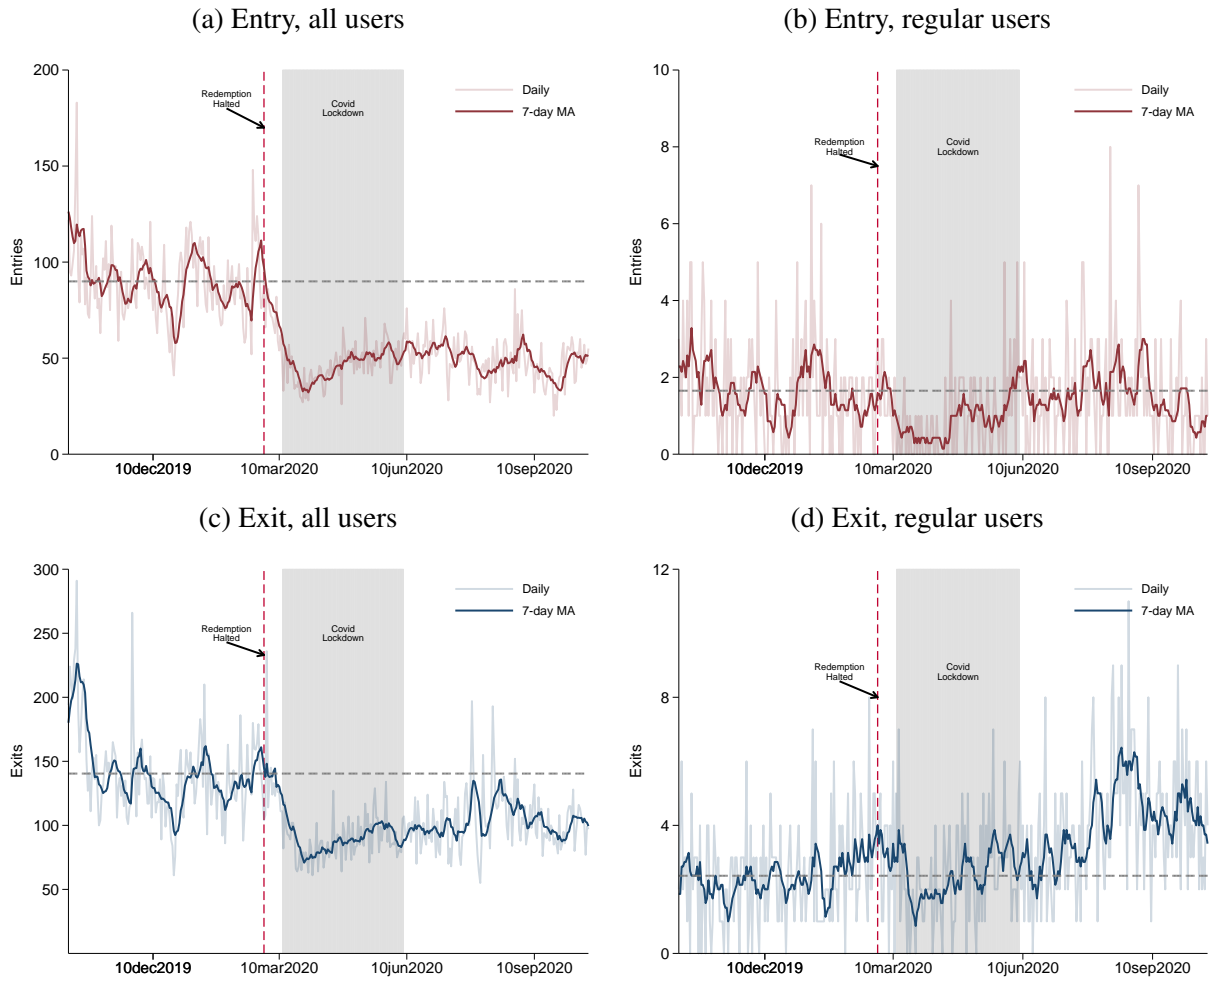 (a) Entry, all users
200
150
100
50
0
Entries
Redemption
Halted
Covid
Lockdown
Daily
7-day MA
10dec2019
10mar2020
10jun2020
10sep2020
(b) Entry, regular users
10
8
6
4
2
0
Entries
Redemption
Halted
Covid
Lockdown
Daily
7-day MA
10dec2019
10mar2020
10jun2020
10sep2020
(c) Exit, all users
300
250
200
150
100
50
Exits
Redemption
Halted
Covid
Lockdown
Daily
7-day MA
10dec2019
10mar2020
10jun2020
10sep2020
(d) Exit, regular users
12
8
4
0
Exits
Redemption
Halted
Covid
Lockdown
Daily
7-day MA
10dec2019
10mar2020
10jun2020
10sep2020